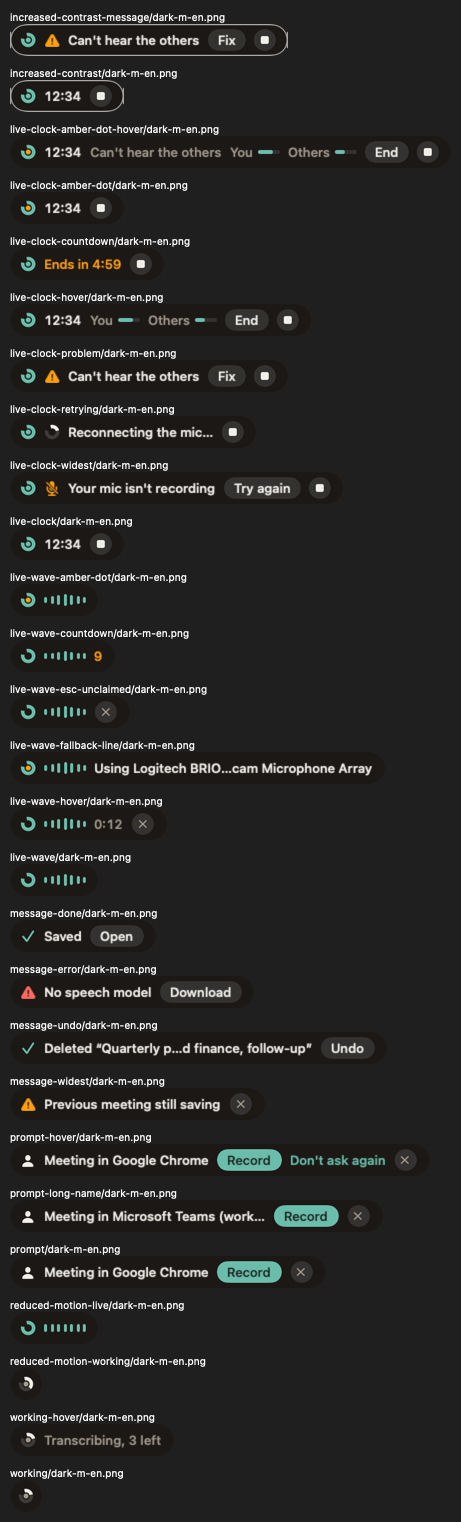 increased-contrast-message/dark-m-en.png
Can't hear the others Fix
increased-contrast/dark-m-en.png
12:34
live-clock-amber-dot-hover/dark-m-en.png
12:34 Can't hear the others You Others End
live-clock-amber-dot/dark-m-en.png
12:34
live-clock-countdown/dark-m-en.png
Ends in 4:59
live-clock-hover/dark-m-en.png
12:34 You Others End
live-clock-problem/dark-m-en.png
Can't hear the others Fix
live-clock-retrying/dark-m-en.png
Reconnecting the mic...
live-clock-widest/dark-m-en.png
Your mic isn't recording Try again
live-clock/dark-m-en.png
12:34
live-wave-amber-dot/dark-m-en.png
live-wave-countdown/dark-m-en.png
9
live-wave-esc-unclaimed/dark-m-en.png
live-wave-fallback-line/dark-m-en.png
Using Logitech BRIO...cam Microphone Array
live-wave-hover/dark-m-en.png
0:12
live-wave/dark-m-en.png
message-done/dark-m-en.png
Saved Open
message-error/dark-m-en.png
No speech model Download
message-undo/dark-m-en.png
Deleted “Quarterly p...d finance, follow-up” Undo
message-widest/dark-m-en.png
Previous meeting still saving
prompt-hover/dark-m-en.png
Meeting in Google Chrome Record Don't ask again
prompt-long-name/dark-m-en.png
Meeting in Microsoft Teams (work... Record
prompt/dark-m-en.png
Meeting in Google Chrome Record
reduced-motion-live/dark-m-en.png
reduced-motion-working/dark-m-en.png
working-hover/dark-m-en.png
Transcribing, 3 left
working/dark-m-en.png